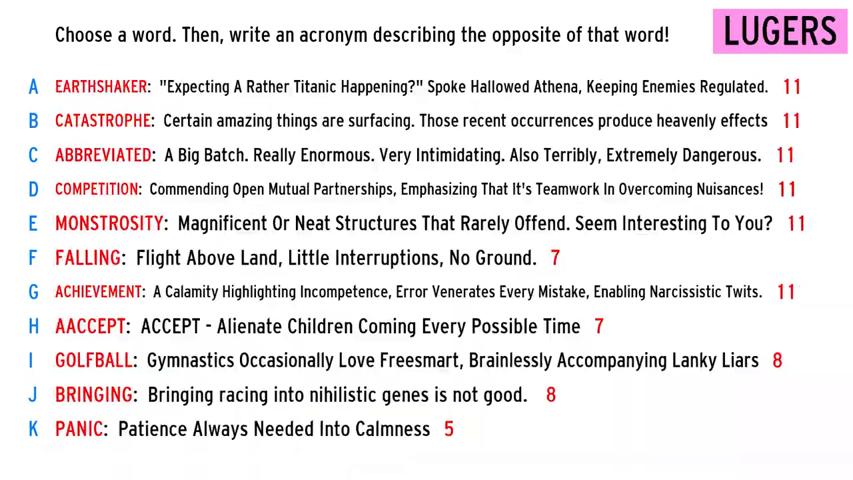 Choose a word. Then, write an acronym describing the opposite of that word!
LUGERS
A EARTHSHAKER: "Expecting A Rather Titanic Happening?" Spoke Hallowed Athena, Keeping Enemies Regulated. 11
B CATASTROPHE: Certain amazing things are surfacing. Those recent occurrences produce heavenly effects 11
C ABBREVIATED: A Big Batch. Really Enormous. Very Intimidating. Also Terribly, Extremely Dangerous. 11
D COMPETITION: Commending Open Mutual Partnerships, Emphasizing That It's Teamwork In Overcoming Nuisances! 11
E MONSTROSITY: Magnificent Or Neat Structures That Rarely Offend. Seem Interesting To You? 11
F FALLING: Flight Above Land, Little Interruptions, No Ground. 7
G ACHIEVEMENT: A Calamity Highlighting Incompetence, Error Venerates Every Mistake, Enabling Narcissistic Twits. 11
H AACCEPT: ACCEPT - Alienate Children Coming Every Possible Time 7
I GOLFBALL: Gymnastics Occasionally Love Freesmart, Brainlessly Accompanying Lanky Liars 8
J BRINGING: Bringing racing into nihilistic genes is not good. 8
K PANIC: Patience Always Needed Into Calmness 5